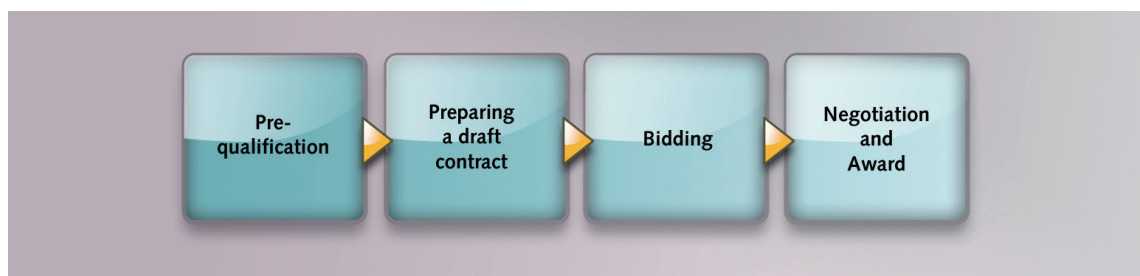 Pre-
qualification
Preparing
a draft
contract
Bidding
Negotiation
and
Award